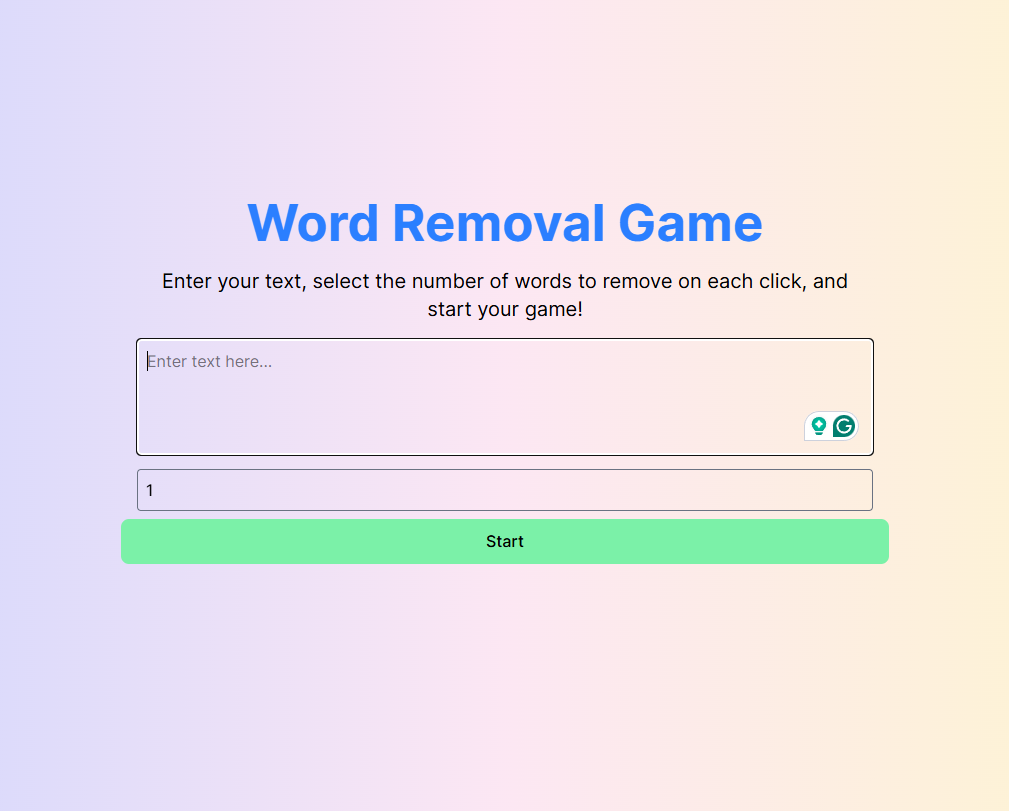 Word Removal Game
Enter your text, select the number of words to remove on each click, and
start your game!
Enter text here...
G
1
Start